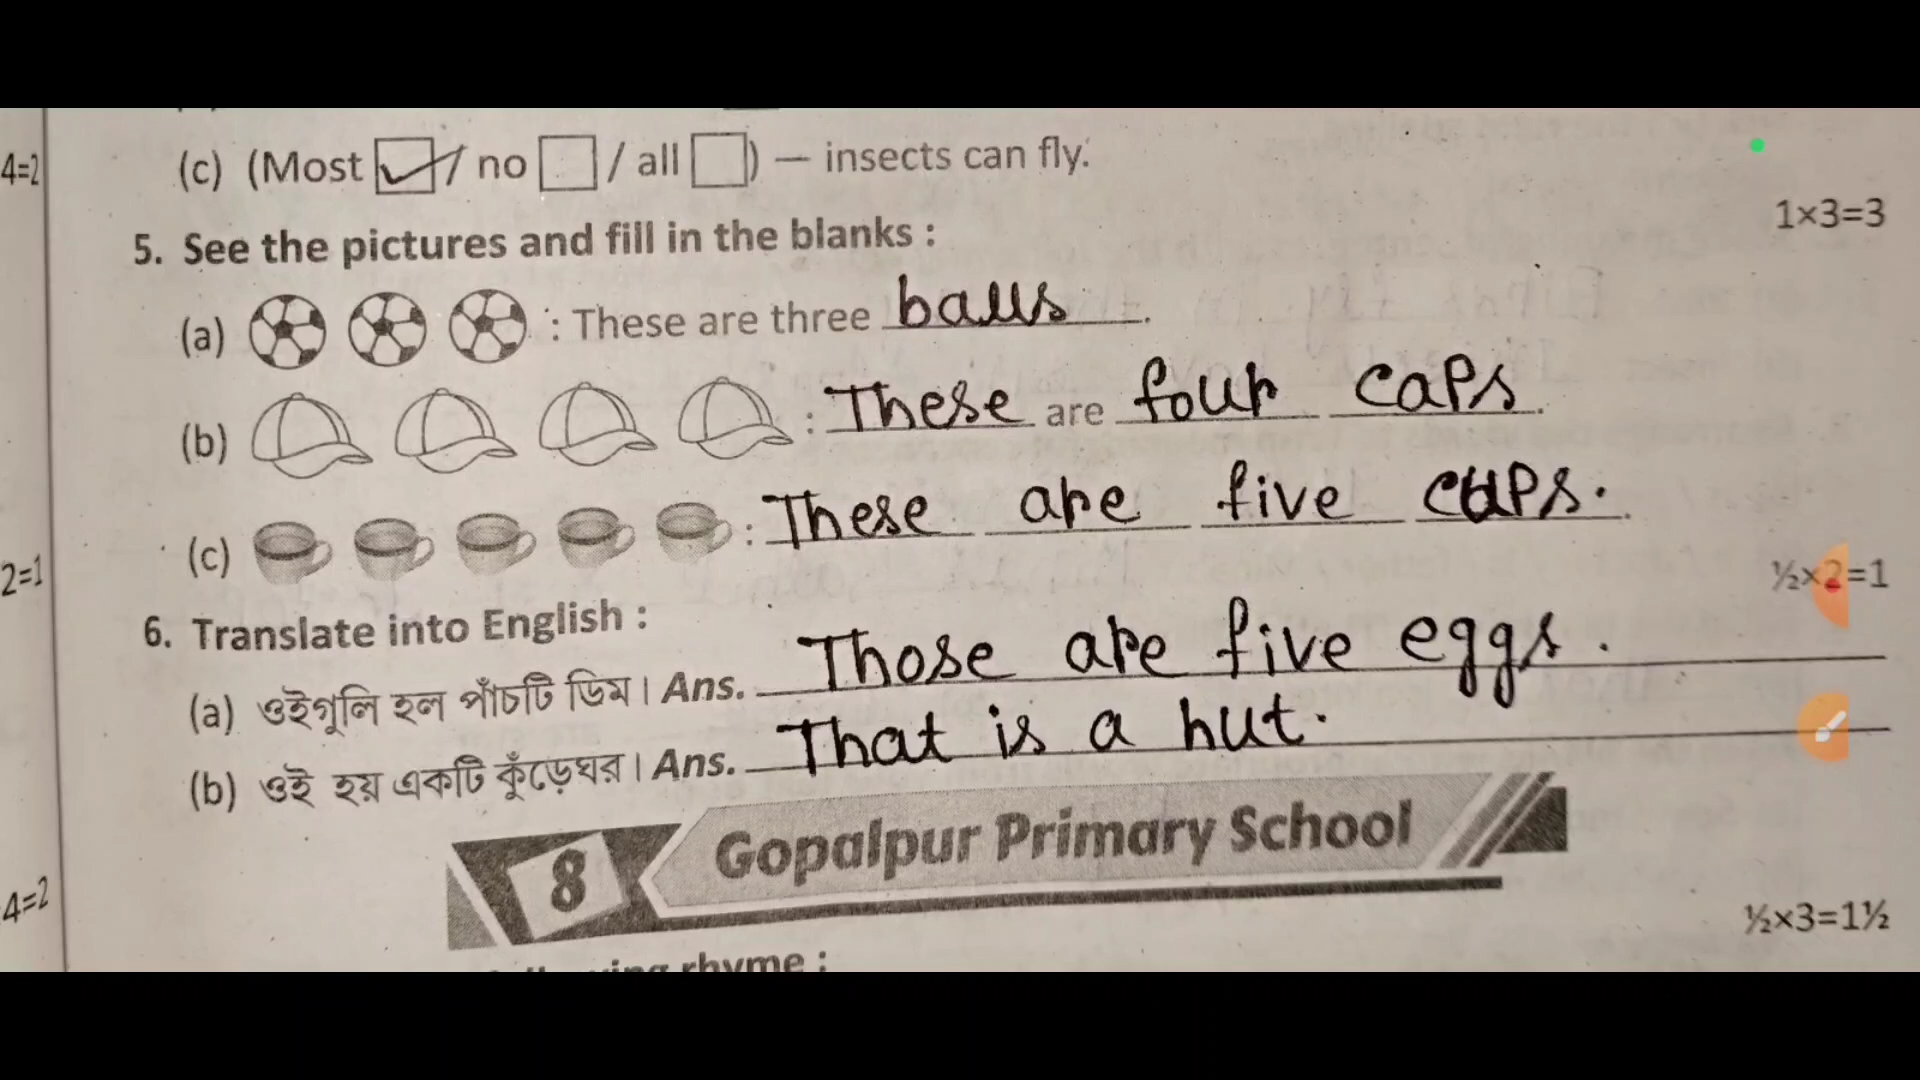 4=2
(c) (Most ☑ / no ☐ / all ☐) — insects can fly.
5. See the pictures and fill in the blanks :
1×3=3
(a) : These are three balls.
(b) : These are four caps.
(c) : These are five cups.
2=1
6. Translate into English :
½×2=1
(a) ওইগুলি হল পাঁচটি ডিম। Ans. Those are five eggs.
(b) ওই হয় একটি কুঁড়েঘর। Ans. That is a hut.
8 Gopalpur Primary School
4=2
½×3=1½
rhyme :